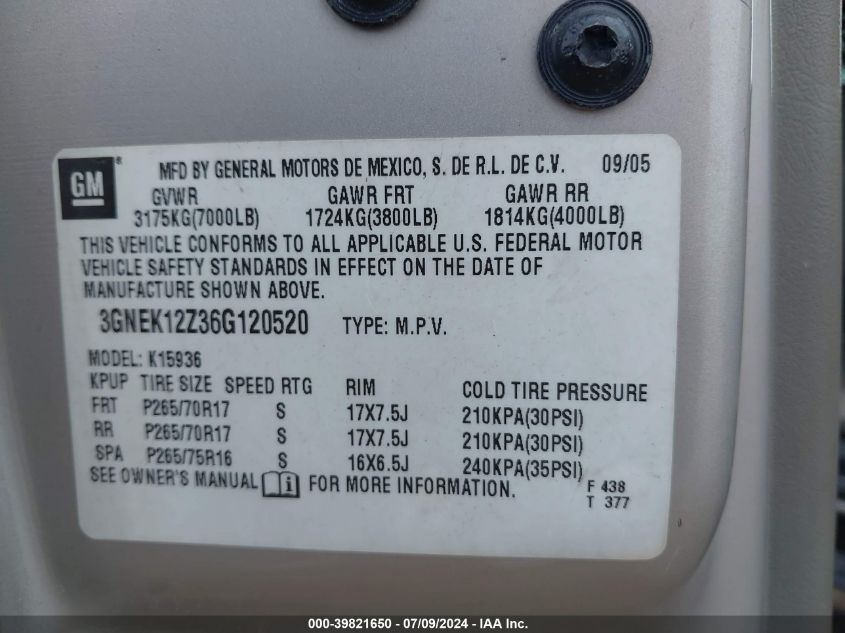 GM ® MFD BY GENERAL MOTORS DE MEXICO, S. DE R.L. DE C.V. 09/05
GVWR GAWR FRT GAWR RR
3175KG(7000LB) 1724KG(3800LB) 1814KG(4000LB)
THIS VEHICLE CONFORMS TO ALL APPLICABLE U.S. FEDERAL MOTOR
VEHICLE SAFETY STANDARDS IN EFFECT ON THE DATE OF
MANUFACTURE SHOWN ABOVE.
3GNEK12Z36G120520 TYPE: M.P.V.
MODEL: K15936
KPUP TIRE SIZE SPEED RTG RIM COLD TIRE PRESSURE
FRT P265/70R17 S 17X7.5J 210KPA(30PSI)
RR P265/70R17 S 17X7.5J 210KPA(30PSI)
SPA P265/75R16 S 16X6.5J 240KPA(35PSI)
SEE OWNER'S MANUAL i FOR MORE INFORMATION. F 438
T 377
000-39821650 - 07/09/2024 - IAA Inc.